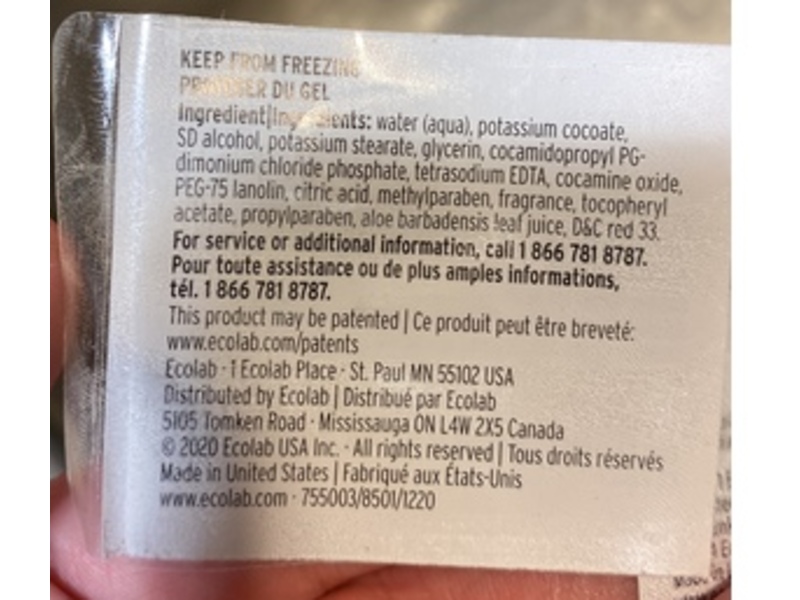 KEEP FROM FREEZING
PROTÉGER DU GEL
Ingredient|Ingrédients: water (aqua), potassium cocoate,
SD alcohol, potassium stearate, glycerin, cocamidopropyl PG-
dimonium chloride phosphate, tetrasodium EDTA, cocamine oxide,
PEG-75 lanolin, citric acid, methylparaben, fragrance, tocopheryl
acetate, propylparaben, aloe barbadensis leaf juice, D&C red 33.
For service or additional information, call 1 866 781 8787.
Pour toute assistance ou de plus amples informations,
tél. 1 866 781 8787.
This product may be patented | Ce produit peut être breveté:
www.ecolab.com/patents
Ecolab · 1 Ecolab Place · St. Paul MN 55102 USA
Distributed by Ecolab | Distribué par Ecolab
5105 Tomken Road · Mississauga ON L4W 2X5 Canada
© 2020 Ecolab USA Inc. · All rights reserved | Tous droits réservés
Made in United States | Fabriqué aux États-Unis
www.ecolab.com · 755003/8501/1220